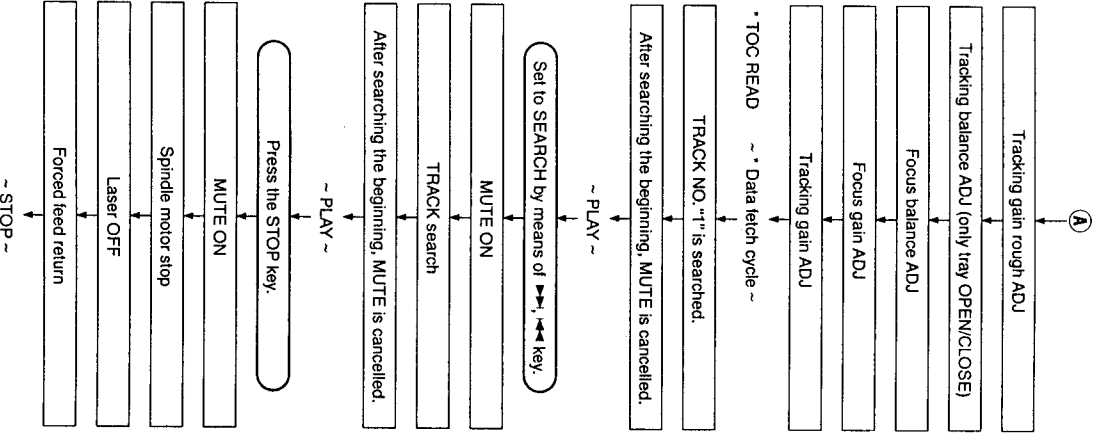 A
Tracking gain rough ADJ
Tracking balance ADJ (only tray OPEN/CLOSE)
Focus balance ADJ
Focus gain ADJ
Tracking gain ADJ
* TOC READ ~ * Data fetch cycle ~
TRACK NO. "1" is searched.
After searching the beginning, MUTE is cancelled.
~ PLAY ~
Set to SEARCH by means of ▶▶|, |◀◀ key.
MUTE ON
TRACK search
After searching the beginning, MUTE is cancelled.
~ PLAY ~
Press the STOP key.
MUTE ON
Spindle motor stop
Laser OFF
Forced feed return
~ STOP ~